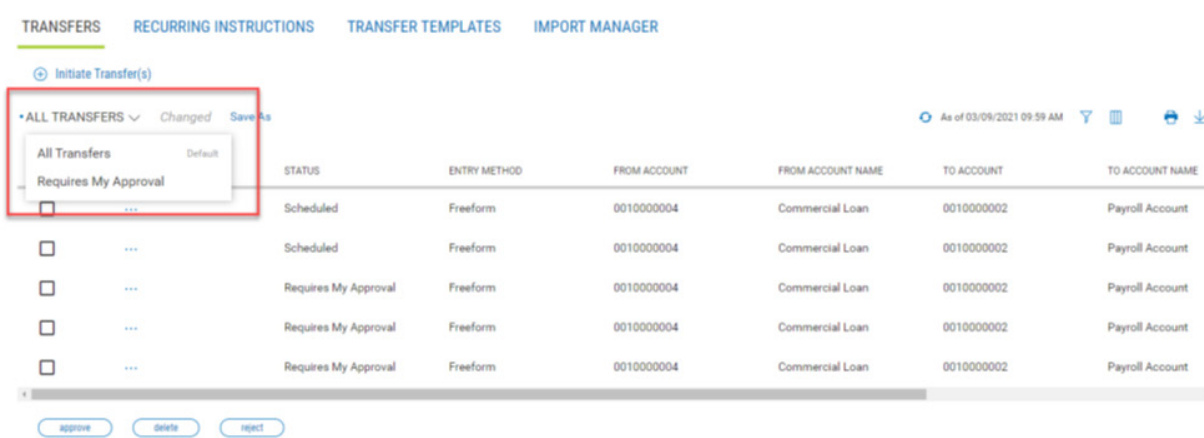 TRANSFERS RECURRING INSTRUCTIONS TRANSFER TEMPLATES IMPORT MANAGER
Initiate Transfer(s)
ALL TRANSFERS Changed Save As As of 03/09/2021 09:59 AM
All Transfers Default
Requires My Approval
STATUS ENTRY METHOD FROM ACCOUNT FROM ACCOUNT NAME TO ACCOUNT TO ACCOUNT NAME
... Scheduled Freeform 0010000004 Commercial Loan 0010000002 Payroll Account
... Scheduled Freeform 0010000004 Commercial Loan 0010000002 Payroll Account
... Requires My Approval Freeform 0010000004 Commercial Loan 0010000002 Payroll Account
... Requires My Approval Freeform 0010000004 Commercial Loan 0010000002 Payroll Account
... Requires My Approval Freeform 0010000004 Commercial Loan 0010000002 Payroll Account
approve delete reject